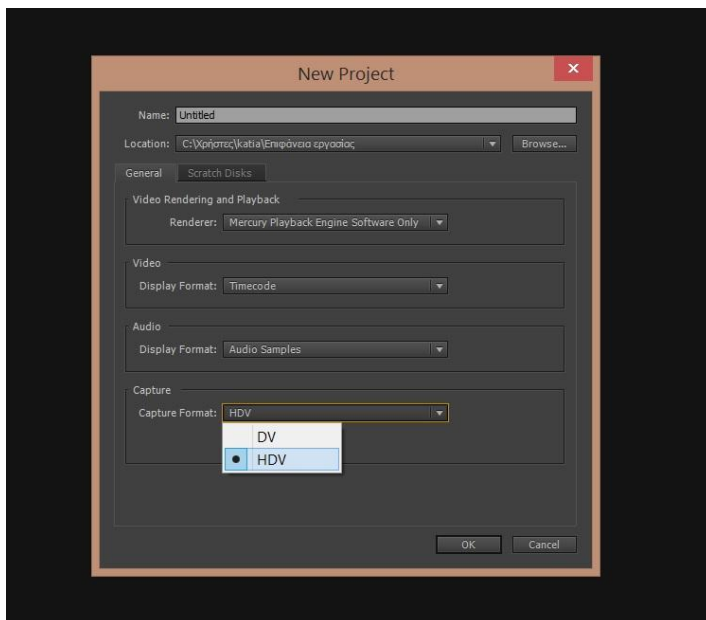 New Project
Name: Untitled
Location: C:\Χρήστες\katia\Επιφάνεια εργασίας Browse...
General Scratch Disks
Video Rendering and Playback
Renderer: Mercury Playback Engine Software Only
Video
Display Format: Timecode
Audio
Display Format: Audio Samples
Capture
Capture Format: HDV
DV
HDV
OK Cancel